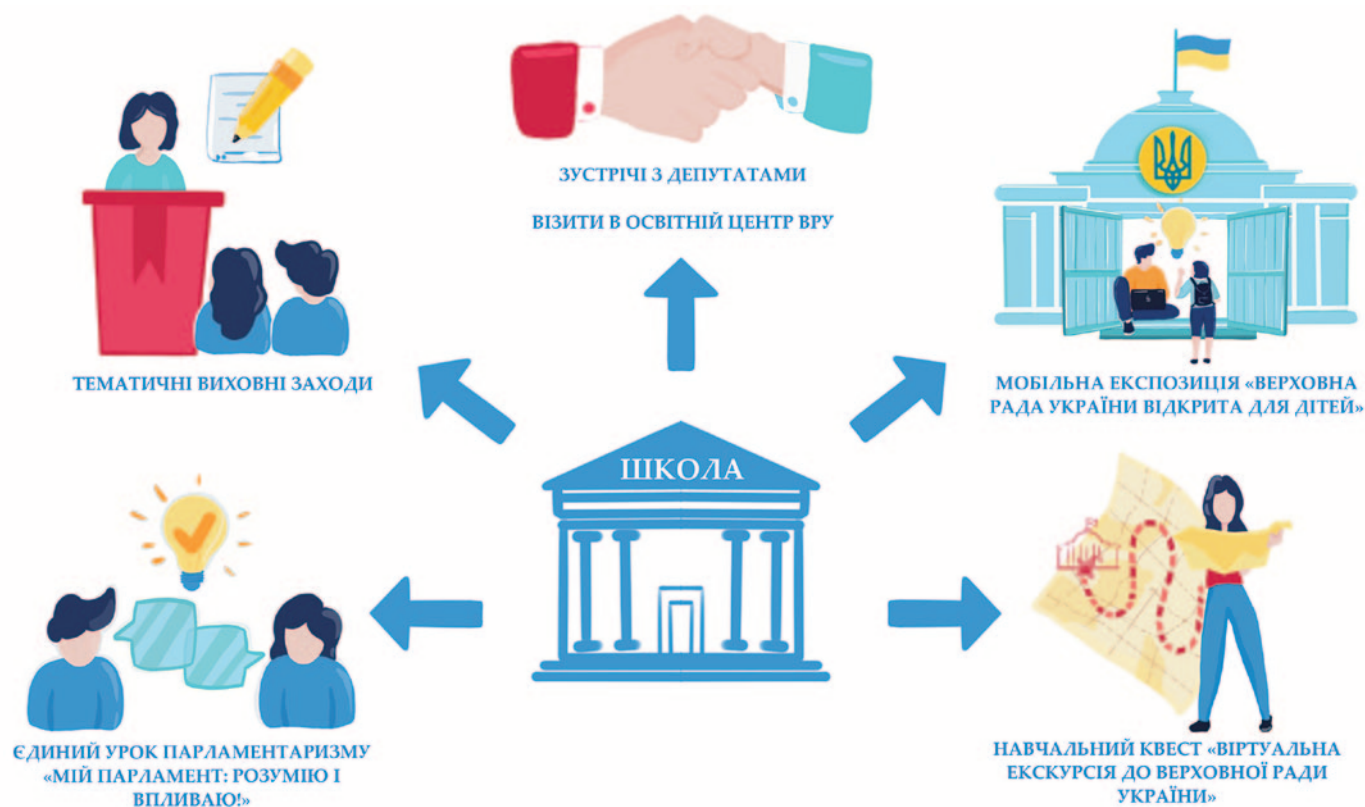 ЗУСТРІЧІ З ДЕПУТАТАМИ
ВІЗИТИ В ОСВІТНІЙ ЦЕНТР ВРУ
ТЕМАТИЧНІ ВИХОВНІ ЗАХОДИ
МОБІЛЬНА ЕКСПОЗИЦІЯ «ВЕРХОВНА
РАДА УКРАЇНИ ВІДКРИТА ДЛЯ ДІТЕЙ»
ШКОЛА
ЄДИНИЙ УРОК ПАРЛАМЕНТАРИЗМУ
«МІЙ ПАРЛАМЕНТ: РОЗУМІЮ І
ВПЛИВАЮ!»
НАВЧАЛЬНИЙ КВЕСТ «ВІРТУАЛЬНА
ЕКСКУРСІЯ ДО ВЕРХОВНОЇ РАДИ
УКРАЇНИ»